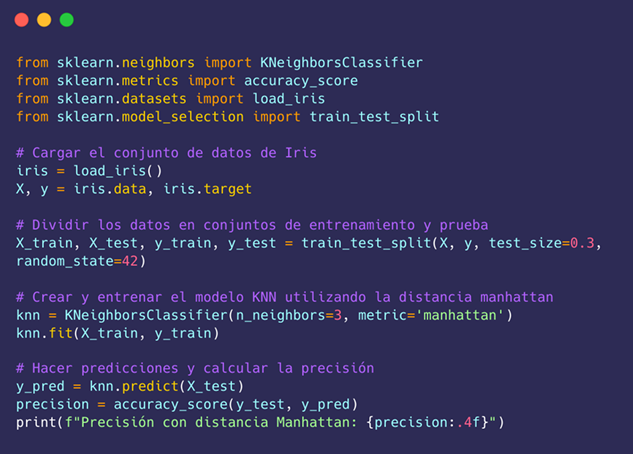 from sklearn.neighbors import KNeighborsClassifier
from sklearn.metrics import accuracy_score
from sklearn.datasets import load_iris
from sklearn.model_selection import train_test_split
# Cargar el conjunto de datos de Iris
iris = load_iris()
X, y = iris.data, iris.target
# Dividir los datos en conjuntos de entrenamiento y prueba
X_train, X_test, y_train, y_test = train_test_split(X, y, test_size=0.3,
random_state=42)
# Crear y entrenar el modelo KNN utilizando la distancia manhattan
knn = KNeighborsClassifier(n_neighbors=3, metric='manhattan')
knn.fit(X_train, y_train)
# Hacer predicciones y calcular la precisión
y_pred = knn.predict(X_test)
precision = accuracy_score(y_test, y_pred)
print(f"Precisión con distancia Manhattan: {precision:.4f}")